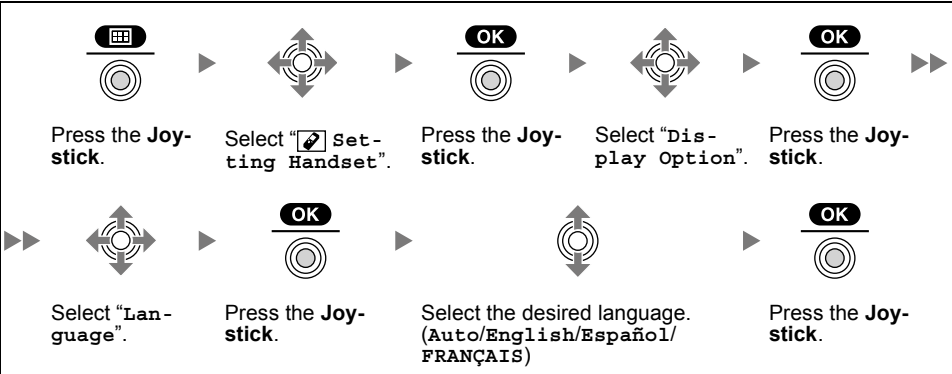 OK
OK
Press the Joy-
stick.
Select “Set-
ting Handset”.
Press the Joy-
stick.
Select “Dis-
play Option”.
Press the Joy-
stick.
OK
OK
Select “Lan-
guage”.
Press the Joy-
stick.
Select the desired language.
(Auto/English/Español/
FRANÇAIS)
Press the Joy-
stick.